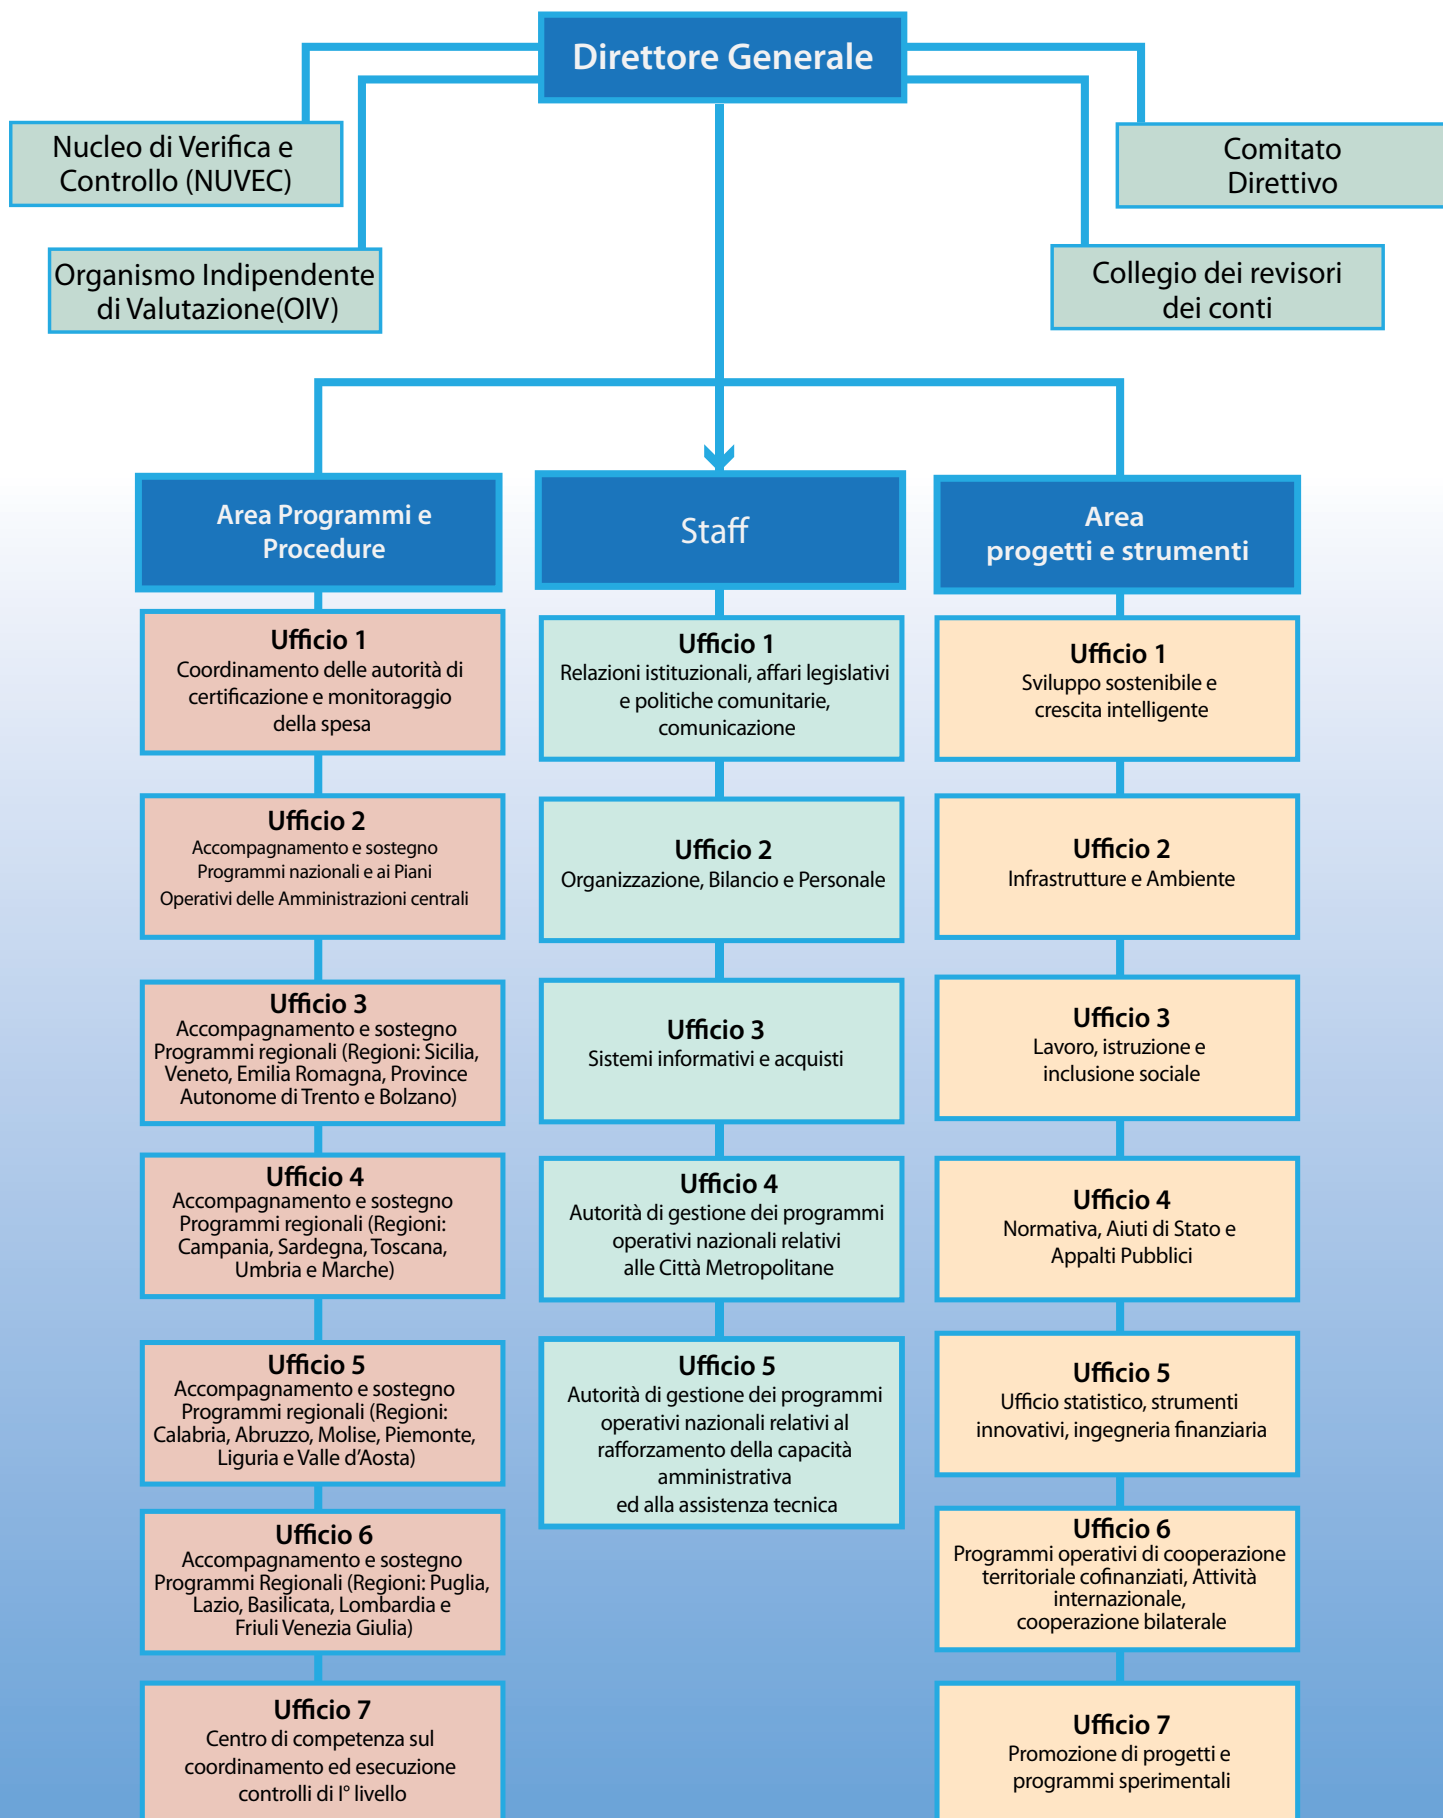 Direttore Generale
Nucleo di Verifica e
Controllo (NUVEC)
Comitato
Direttivo
Organismo Indipendente
di Valutazione(OIV)
Collegio dei revisori
dei conti
Area Programmi e
Procedure
Ufficio 1
Coordinamento delle autorità di
certificazione e monitoraggio
della spesa
Ufficio 2
Accompagnamento e sostegno
Programmi nazionali e ai Piani
Operativi delle Amministrazioni centrali
Ufficio 3
Accompagnamento e sostegno
Programmi regionali (Regioni: Sicilia,
Veneto, Emilia Romagna, Province
Autonome di Trento e Bolzano)
Ufficio 4
Accompagnamento e sostegno
Programmi regionali (Regioni:
Campania, Sardegna, Toscana,
Umbria e Marche)
Ufficio 5
Accompagnamento e sostegno
Programmi regionali (Regioni:
Calabria, Abruzzo, Molise, Piemonte,
Liguria e Valle d'Aosta)
Ufficio 6
Accompagnamento e sostegno
Programmi Regionali (Regioni: Puglia,
Lazio, Basilicata, Lombardia e
Friuli Venezia Giulia)
Ufficio 7
Centro di competenza sul
coordinamento ed esecuzione
controlli di I° livello
Staff
Ufficio 1
Relazioni istituzionali, affari legislativi
e politiche comunitarie,
comunicazione
Ufficio 2
Organizzazione, Bilancio e Personale
Ufficio 3
Sistemi informativi e acquisti
Ufficio 4
Autorità di gestione dei programmi
operativi nazionali relativi
alle Città Metropolitane
Ufficio 5
Autorità di gestione dei programmi
operativi nazionali relativi al
rafforzamento della capacità
amministrativa
ed alla assistenza tecnica
Area
progetti e strumenti
Ufficio 1
Sviluppo sostenibile e
crescita intelligente
Ufficio 2
Infrastrutture e Ambiente
Ufficio 3
Lavoro, istruzione e
inclusione sociale
Ufficio 4
Normativa, Aiuti di Stato e
Appalti Pubblici
Ufficio 5
Ufficio statistico, strumenti
innovativi, ingegneria finanziaria
Ufficio 6
Programmi operativi di cooperazione
territoriale cofinanziati, Attività
internazionale,
cooperazione bilaterale
Ufficio 7
Promozione di progetti e
programmi sperimentali